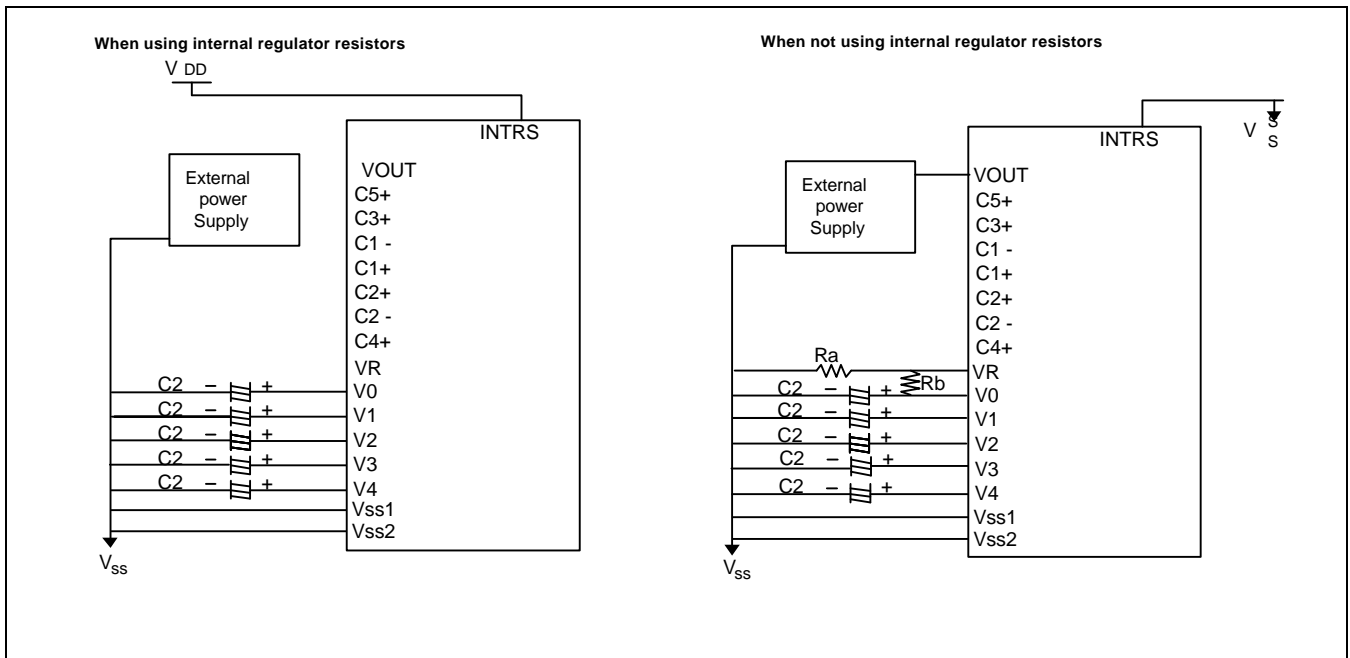 When using internal regulator resistors
V DD
INTRS
External
power
Supply
VOUT
C5+
C3+
C1 -
C1+
C2+
C2 -
C4+
VR
C2 – + V0
C2 – + V1
C2 – + V2
C2 – + V3
C2 – + V4
Vss1
Vss2
Vss
When not using internal regulator resistors
V SS
INTRS
External
power
Supply
VOUT
C5+
C3+
C1 -
C1+
C2+
C2 -
C4+
Ra
VR
Rb
C2 – + V0
C2 – + V1
C2 – + V2
C2 – + V3
C2 – + V4
Vss1
Vss2
Vss